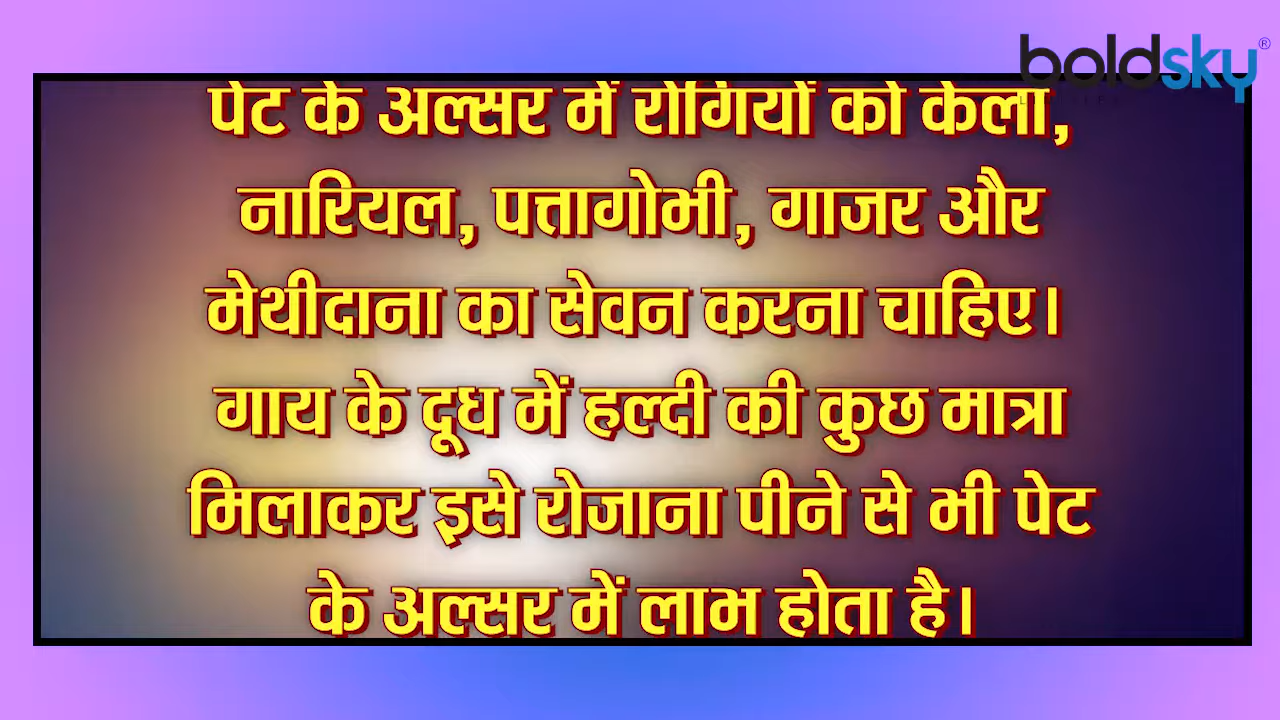 boldsky®
पेट के अल्सर में रोगियों को केला,
नारियल, पत्तागोभी, गाजर और
मेथीदाना का सेवन करना चाहिए।
गाय के दूध में हल्दी की कुछ मात्रा
मिलाकर इसे रोजाना पीने से भी पेट
के अल्सर में लाभ होता है।